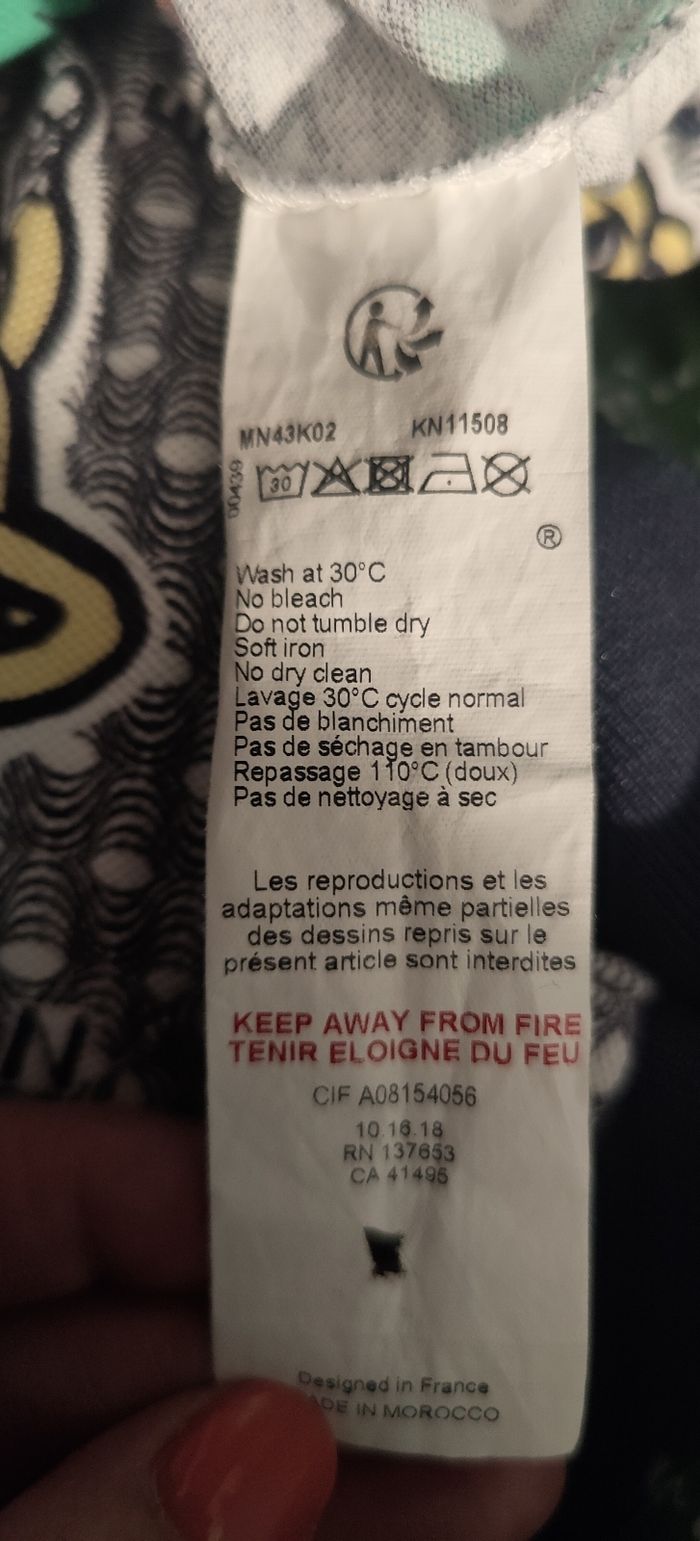 MN43K02 KN11508
00439
30
®
Wash at 30°C
No bleach
Do not tumble dry
Soft iron
No dry clean
Lavage 30°C cycle normal
Pas de blanchiment
Pas de séchage en tambour
Repassage 110°C (doux)
Pas de nettoyage à sec
Les reproductions et les
adaptations même partielles
des dessins repris sur le
présent article sont interdites
KEEP AWAY FROM FIRE
TENIR ELOIGNE DU FEU
CIF A08154056
10.16.18
RN 137653
CA 41495
Designed in France
ADE IN MOROCCO